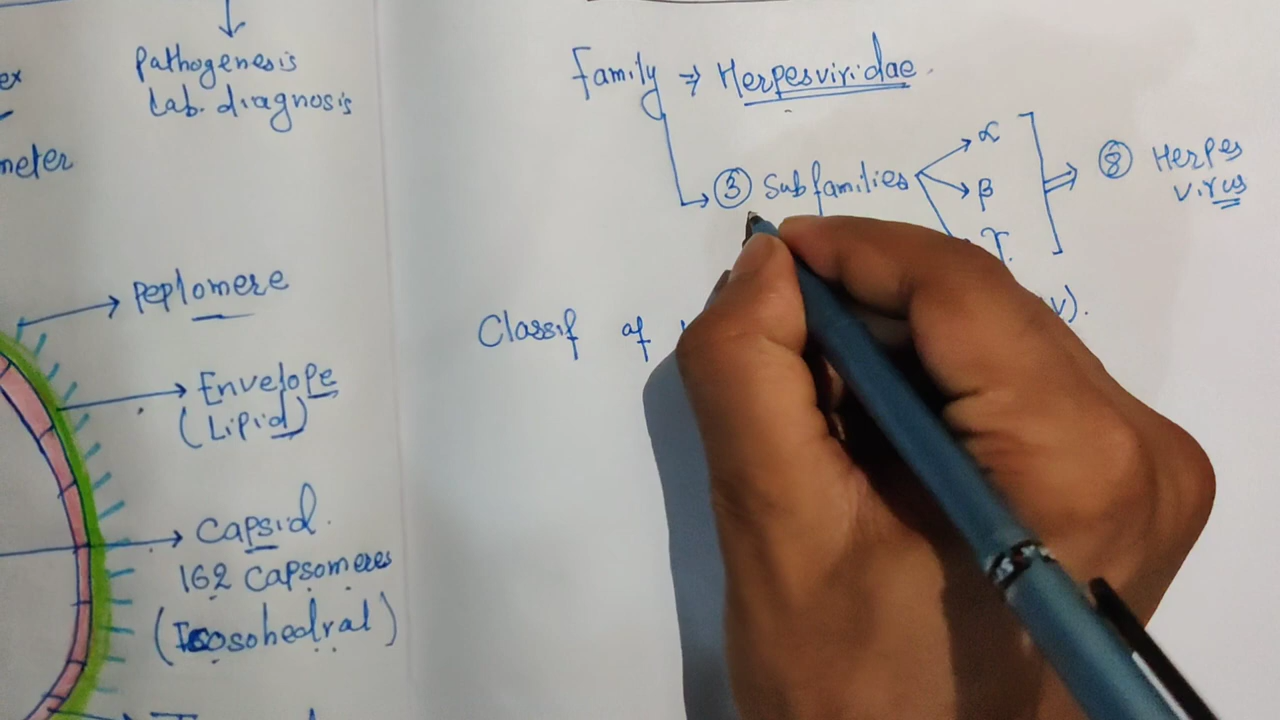 Pathogenesis
Lab. diagnosis
ex
meter
Peplomere
Envelope
(Lipid)
Capsid.
162 Capsomeres
(Icosohedral)
Family ⇒ Herpesviridae.
③ Subfamilies
α
β
γ.
⑧ Herpes
virus
Classif of
V).